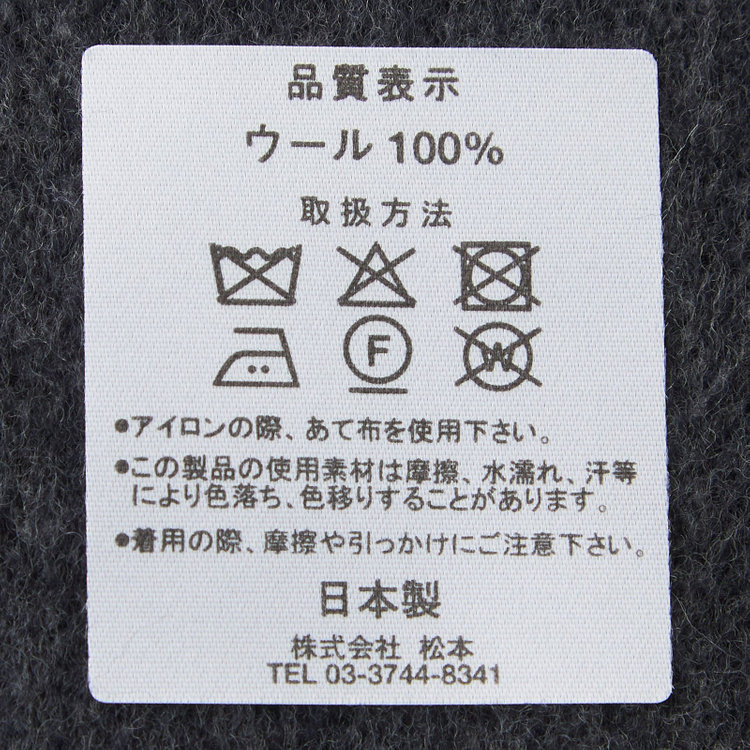 品質表示
ウール 100%
取扱方法
F
W
●アイロンの際、あて布を使用下さい。
●この製品の使用素材は摩擦、水濡れ、汗等
により色落ち、色移りすることがあります。
●着用の際、摩擦や引っかけにご注意下さい。
日本製
株式会社 松本
TEL 03-3744-8341